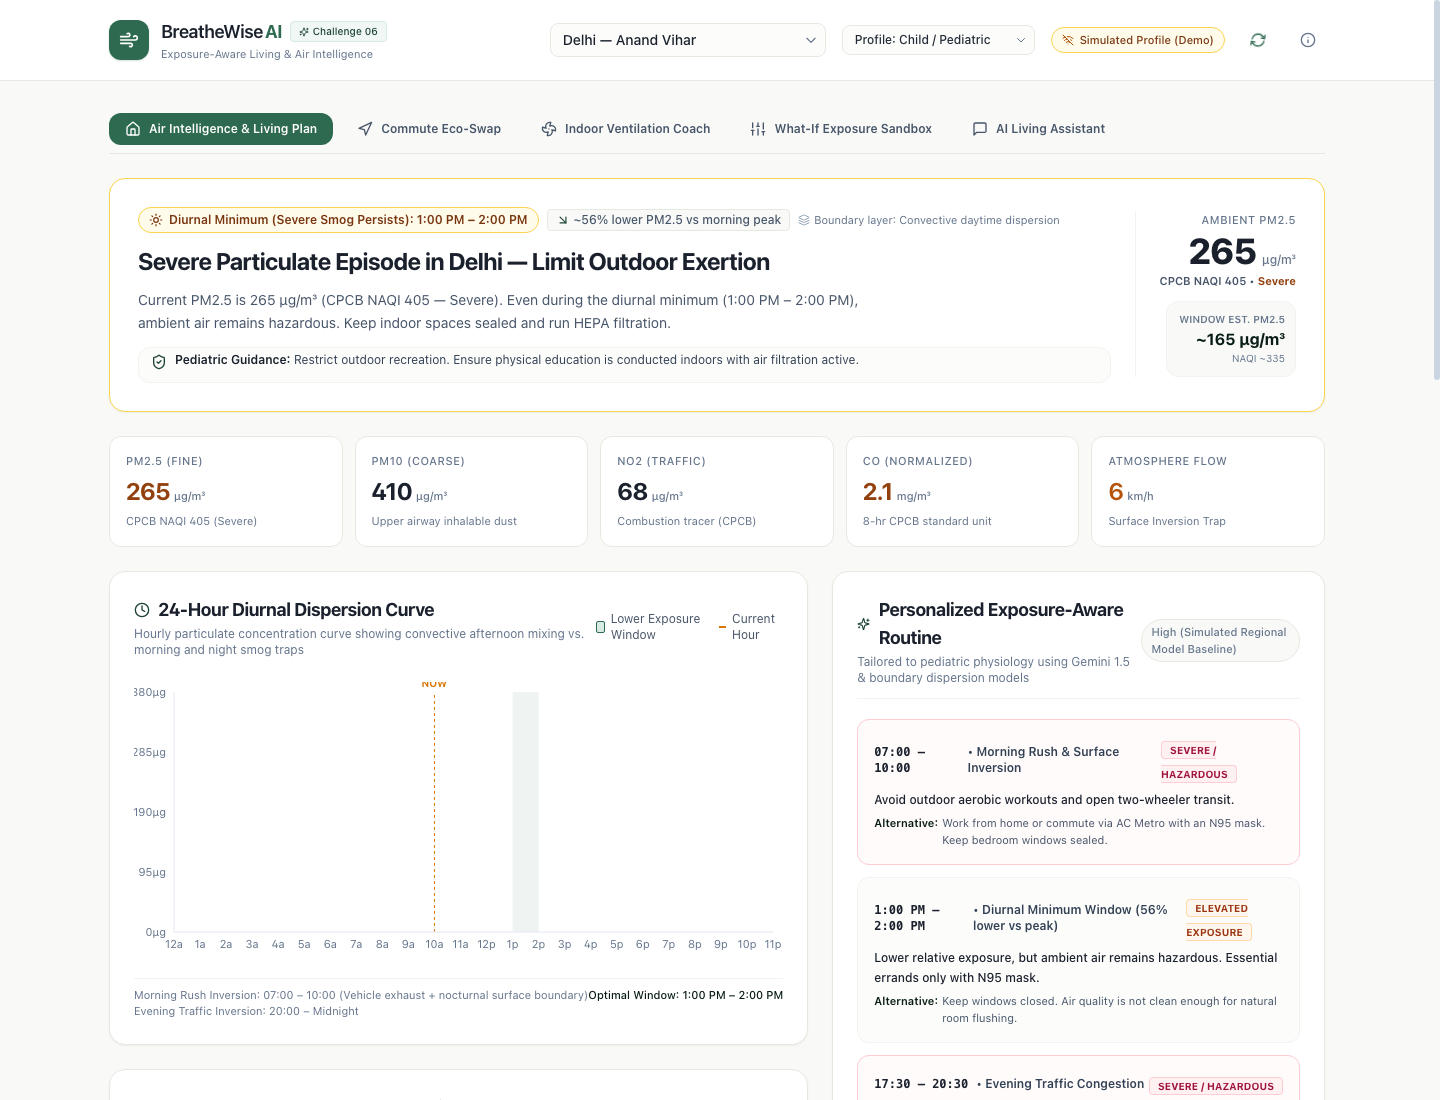 BreatheWise AI
Challenge 06
Exposure-Aware Living & Air Intelligence
Delhi — Anand Vihar
Profile: Child / Pediatric
Simulated Profile (Demo)
Air Intelligence & Living Plan
Commute Eco-Swap
Indoor Ventilation Coach
What-If Exposure Sandbox
AI Living Assistant
Diurnal Minimum (Severe Smog Persists): 1:00 PM – 2:00 PM
~56% lower PM2.5 vs morning peak
Boundary layer: Convective daytime dispersion
Severe Particulate Episode in Delhi — Limit Outdoor Exertion
Current PM2.5 is 265 µg/m³ (CPCB NAQI 405 — Severe). Even during the diurnal minimum (1:00 PM – 2:00 PM),
ambient air remains hazardous. Keep indoor spaces sealed and run HEPA filtration.
Pediatric Guidance: Restrict outdoor recreation. Ensure physical education is conducted indoors with air filtration active.
AMBIENT PM2.5
265 µg/m³
CPCB NAQI 405 • Severe
WINDOW EST. PM2.5
~165 µg/m³
NAQI ~335
PM2.5 (FINE)
265 µg/m³
CPCB NAQI 405 (Severe)
PM10 (COARSE)
410 µg/m³
Upper airway inhalable dust
NO2 (TRAFFIC)
68 µg/m³
Combustion tracer (CPCB)
CO (NORMALIZED)
2.1 mg/m³
8-hr CPCB standard unit
ATMOSPHERE FLOW
6 km/h
Surface Inversion Trap
24-Hour Diurnal Dispersion Curve
Hourly particulate concentration curve showing convective afternoon mixing vs.
morning and night smog traps
Lower Exposure
Window
Current
Hour
NOW
380µg
285µg
190µg
95µg
0µg
12a 1a 2a 3a 4a 5a 6a 7a 8a 9a 10a 11a 12p 1p 2p 3p 4p 5p 6p 7p 8p 9p 10p 11p
Morning Rush Inversion: 07:00 – 10:00 (Vehicle exhaust + nocturnal surface boundary)
Evening Traffic Inversion: 20:00 – Midnight
Optimal Window: 1:00 PM – 2:00 PM
Personalized Exposure-Aware
Routine
Tailored to pediatric physiology using Gemini 1.5
& boundary dispersion models
High (Simulated Regional
Model Baseline)
07:00 –
10:00
• Morning Rush & Surface
Inversion
SEVERE /
HAZARDOUS
Avoid outdoor aerobic workouts and open two-wheeler transit.
Alternative: Work from home or commute via AC Metro with an N95 mask.
Keep bedroom windows sealed.
1:00 PM –
2:00 PM
• Diurnal Minimum Window (56%
lower vs peak)
ELEVATED
EXPOSURE
Lower relative exposure, but ambient air remains hazardous. Essential
errands only with N95 mask.
Alternative: Keep windows closed. Air quality is not clean enough for natural
room flushing.
17:30 – 20:30 • Evening Traffic Congestion
SEVERE / HAZARDOUS